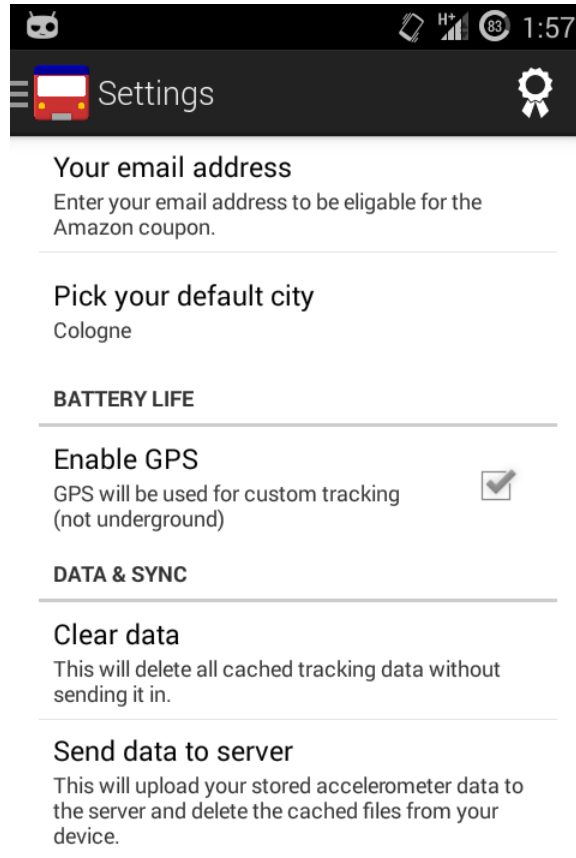 H+ 83 1:57
Settings
Your email address
Enter your email address to be eligable for the
Amazon coupon.
Pick your default city
Cologne
BATTERY LIFE
Enable GPS
GPS will be used for custom tracking
(not underground)
DATA & SYNC
Clear data
This will delete all cached tracking data without
sending it in.
Send data to server
This will upload your stored accelerometer data to
the server and delete the cached files from your
device.